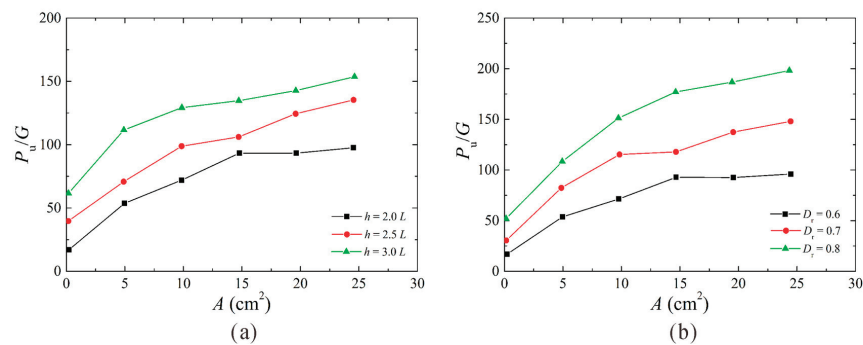 200
150
100
50
0
P_u/G
0 5 10 15 20 25 30
A (cm²)
h = 2.0 L
h = 2.5 L
h = 3.0 L
(a)
250
200
150
100
50
0
P_u/G
0 5 10 15 20 25 30
A (cm²)
D_r = 0.6
D_r = 0.7
D_r = 0.8
(b)